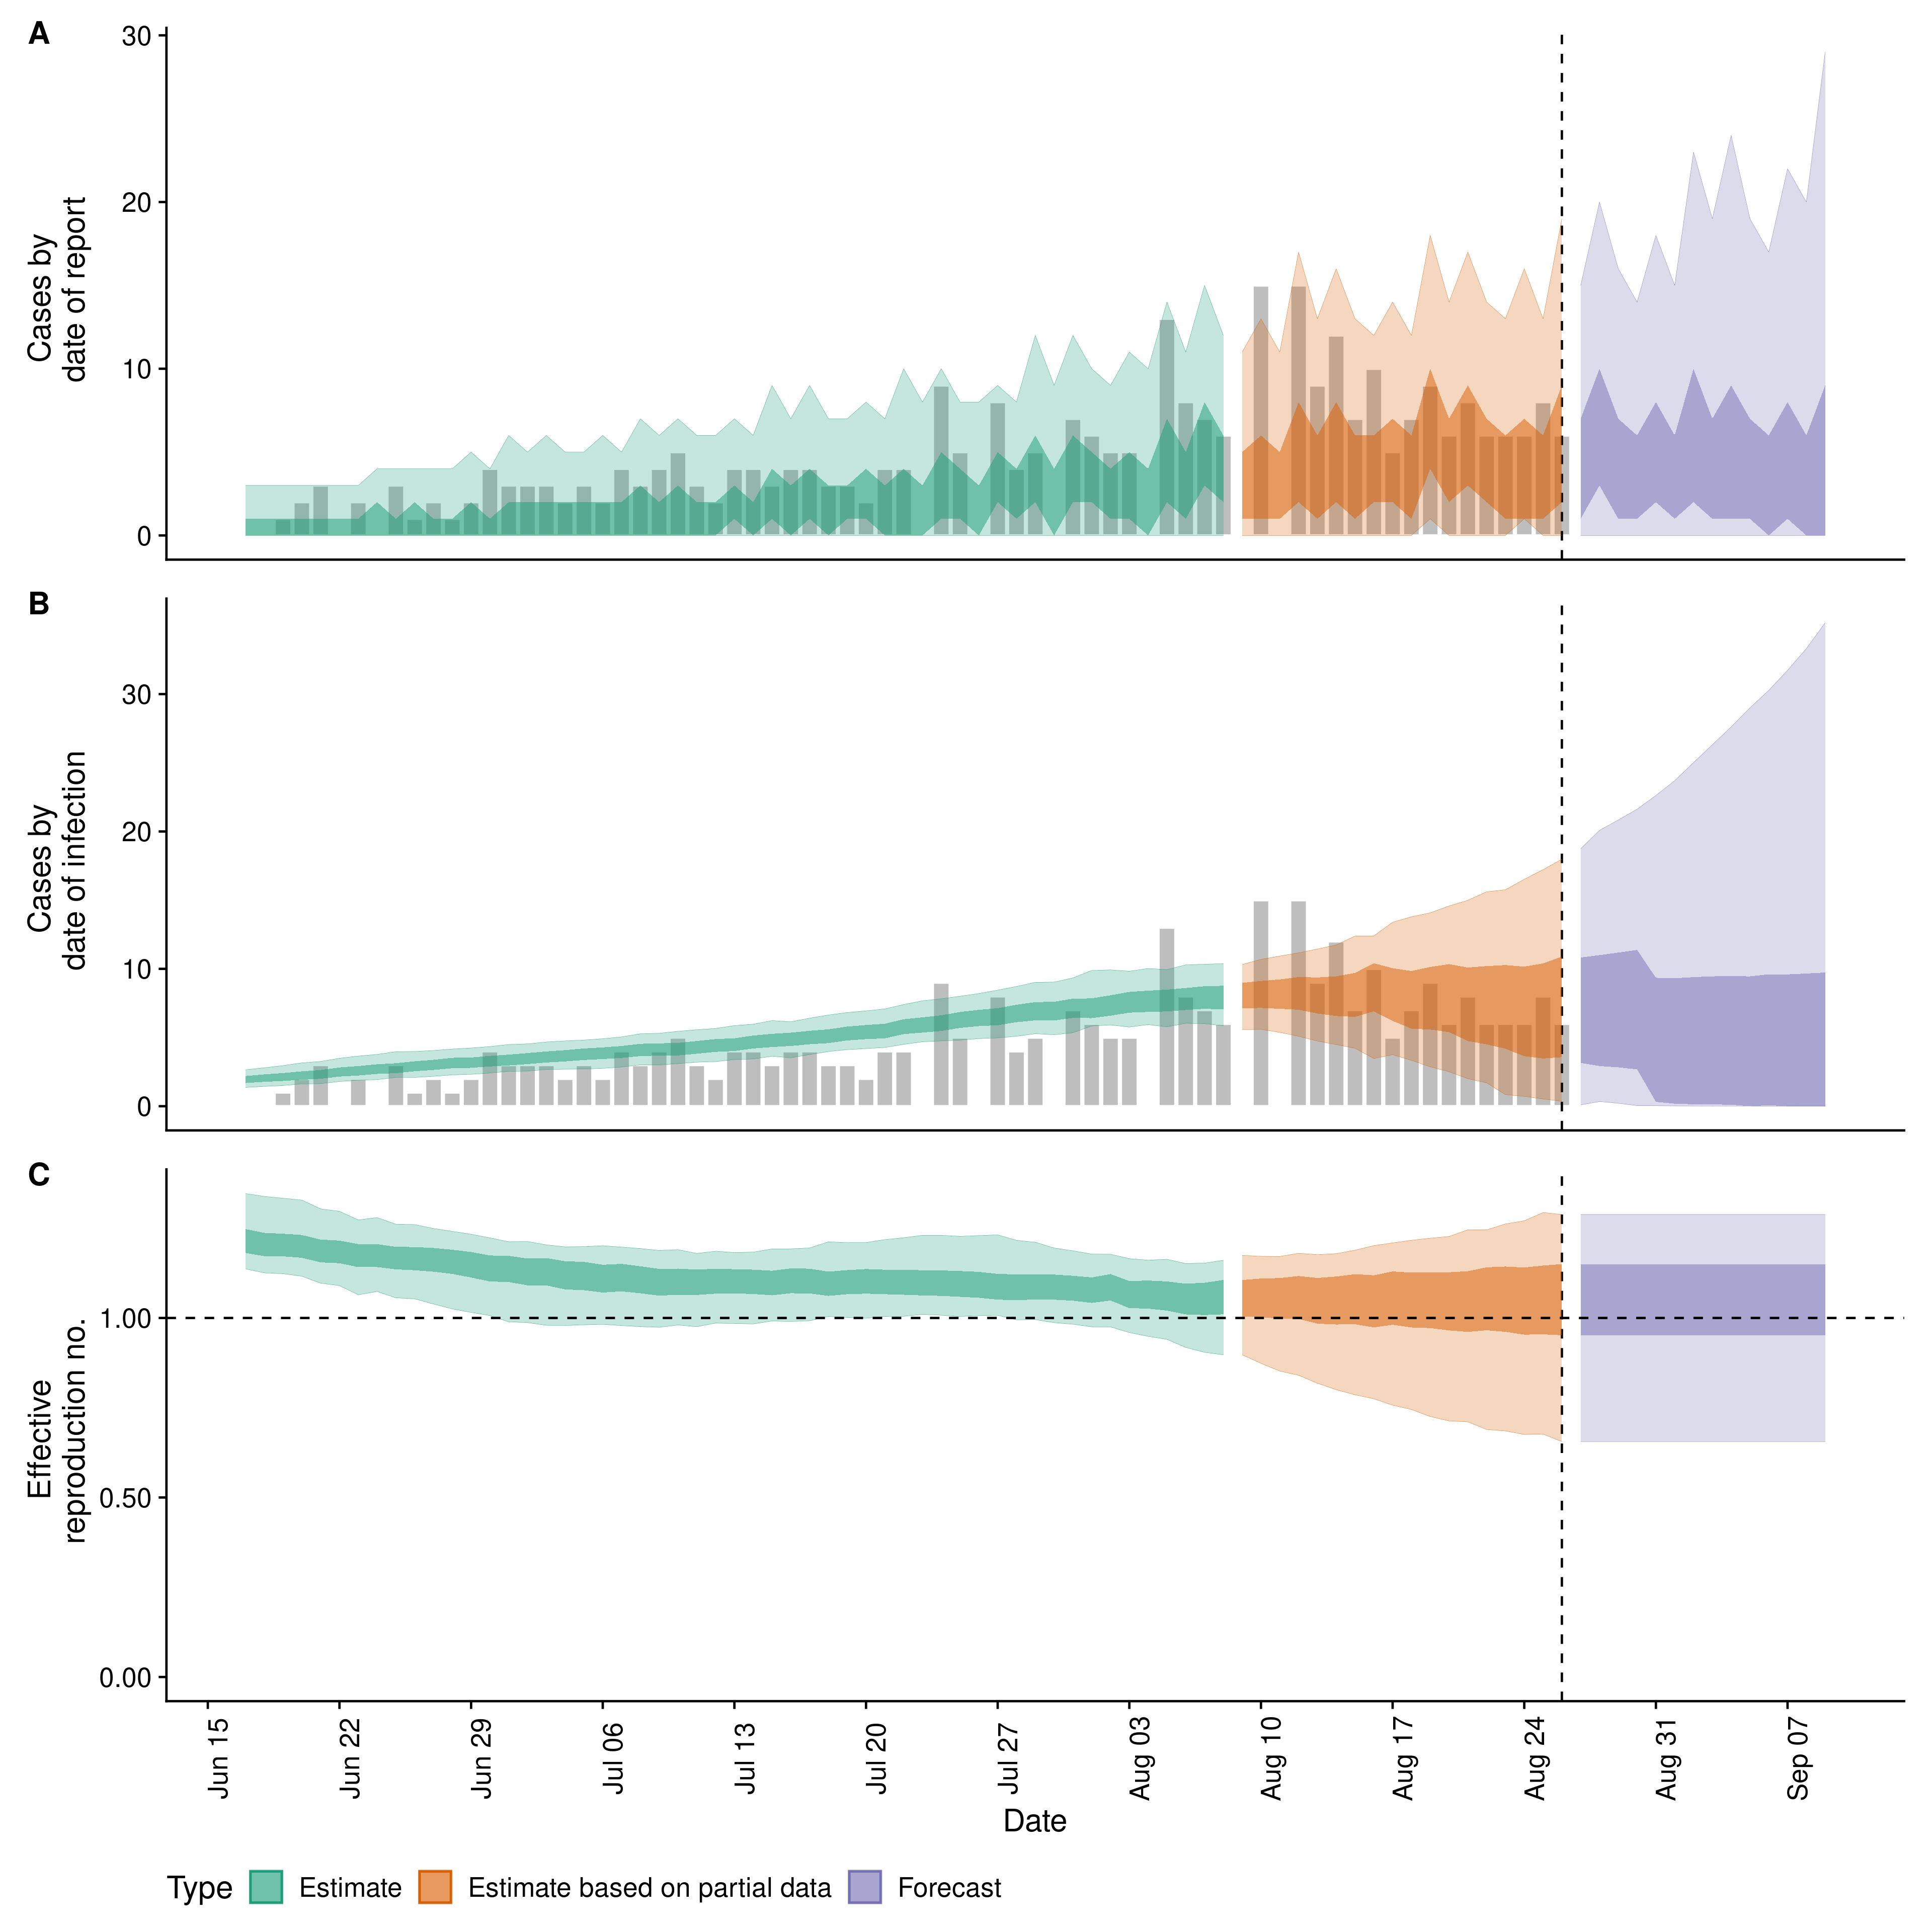 A
30
20
10
0
Cases by
date of report
B
30
20
10
0
Cases by
date of infection
C
1.00
0.50
0.00
Effective
reproduction no.
Jun 15
Jun 22
Jun 29
Jul 06
Jul 13
Jul 20
Jul 27
Aug 03
Aug 10
Aug 17
Aug 24
Aug 31
Sep 07
Date
Type Estimate Estimate based on partial data Forecast